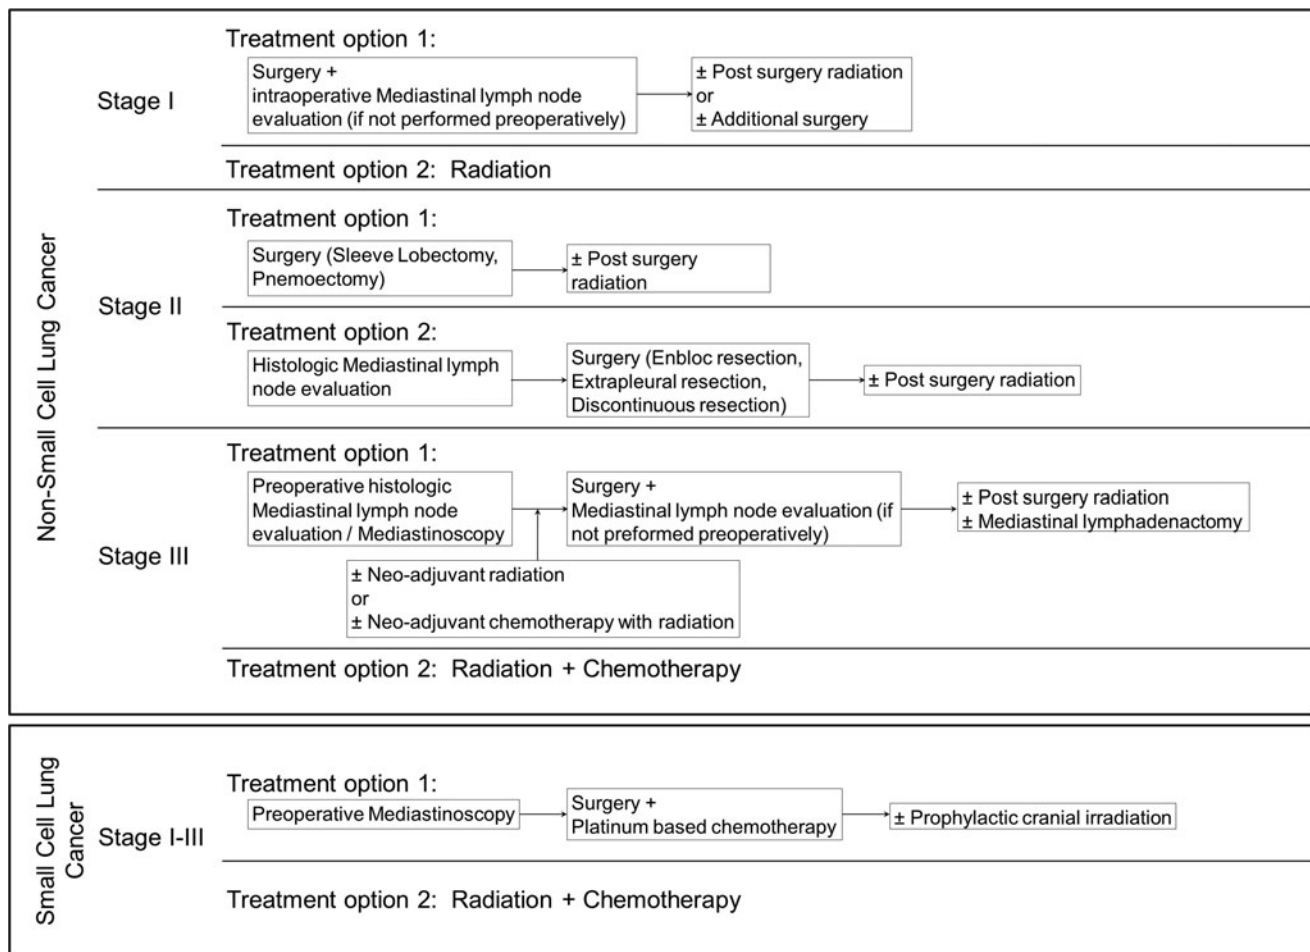 Non-Small Cell Lung Cancer
Stage I
Treatment option 1:
Surgery +
intraoperative Mediastinal lymph node
evaluation (if not performed preoperatively)
± Post surgery radiation
or
± Additional surgery
Treatment option 2: Radiation
Stage II
Treatment option 1:
Surgery (Sleeve Lobectomy,
Pnemoectomy)
± Post surgery
radiation
Treatment option 2:
Histologic Mediastinal lymph
node evaluation
Surgery (Enbloc resection,
Extrapleural resection,
Discontinuous resection)
± Post surgery radiation
Stage III
Treatment option 1:
Preoperative histologic
Mediastinal lymph node
evaluation / Mediastinoscopy
± Neo-adjuvant radiation
or
± Neo-adjuvant chemotherapy with radiation
Surgery +
Mediastinal lymph node evaluation (if
not preformed preoperatively)
± Post surgery radiation
± Mediastinal lymphadenactomy
Treatment option 2: Radiation + Chemotherapy
Small Cell Lung
Cancer
Stage I-III
Treatment option 1:
Preoperative Mediastinoscopy
Surgery +
Platinum based chemotherapy
± Prophylactic cranial irradiation
Treatment option 2: Radiation + Chemotherapy